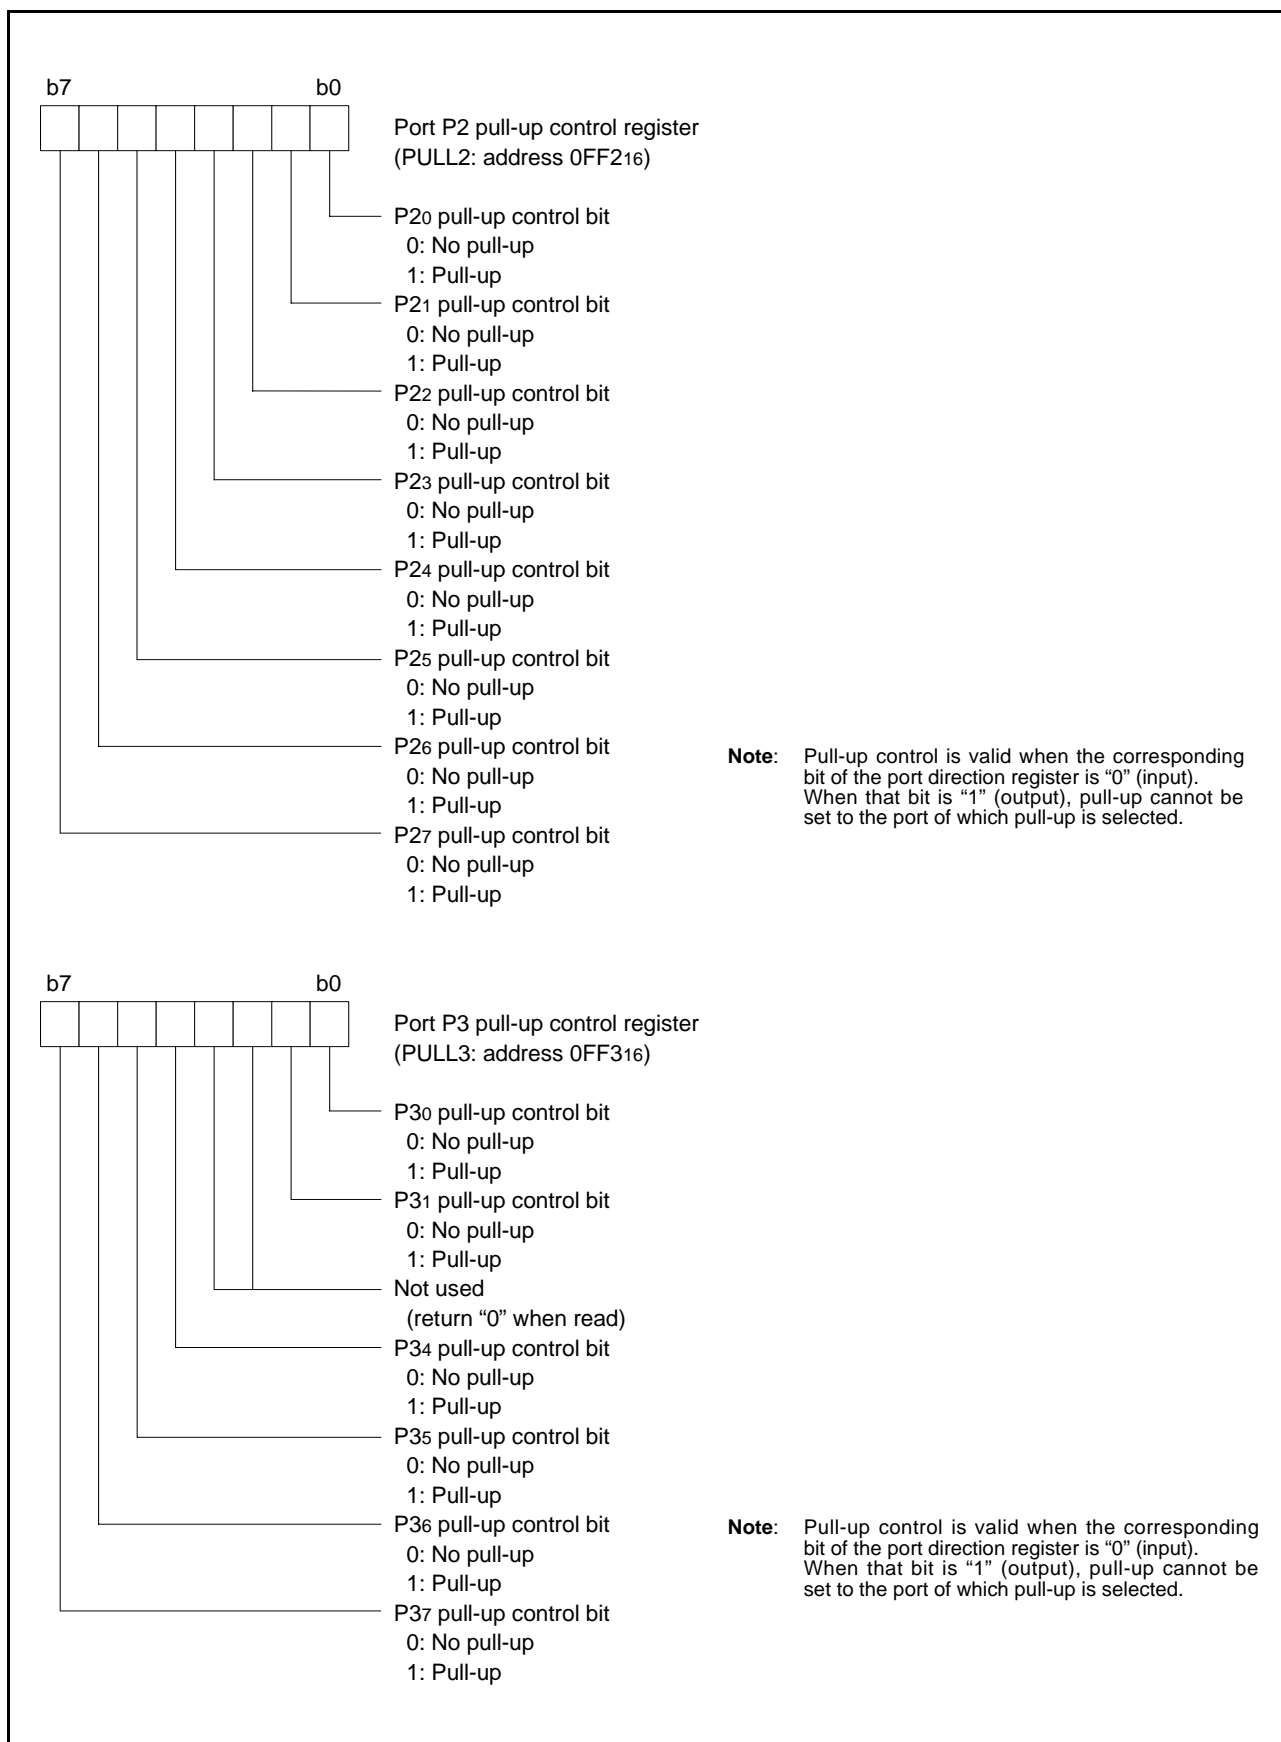 b7 b0
Port P2 pull-up control register
(PULL2: address 0FF216)
P20 pull-up control bit
0: No pull-up
1: Pull-up
P21 pull-up control bit
0: No pull-up
1: Pull-up
P22 pull-up control bit
0: No pull-up
1: Pull-up
P23 pull-up control bit
0: No pull-up
1: Pull-up
P24 pull-up control bit
0: No pull-up
1: Pull-up
P25 pull-up control bit
0: No pull-up
1: Pull-up
P26 pull-up control bit
0: No pull-up
1: Pull-up
P27 pull-up control bit
0: No pull-up
1: Pull-up
Note: Pull-up control is valid when the corresponding
bit of the port direction register is “0” (input).
When that bit is “1” (output), pull-up cannot be
set to the port of which pull-up is selected.
b7 b0
Port P3 pull-up control register
(PULL3: address 0FF316)
P30 pull-up control bit
0: No pull-up
1: Pull-up
P31 pull-up control bit
0: No pull-up
1: Pull-up
Not used
(return “0” when read)
P34 pull-up control bit
0: No pull-up
1: Pull-up
P35 pull-up control bit
0: No pull-up
1: Pull-up
P36 pull-up control bit
0: No pull-up
1: Pull-up
P37 pull-up control bit
0: No pull-up
1: Pull-up
Note: Pull-up control is valid when the corresponding
bit of the port direction register is “0” (input).
When that bit is “1” (output), pull-up cannot be
set to the port of which pull-up is selected.